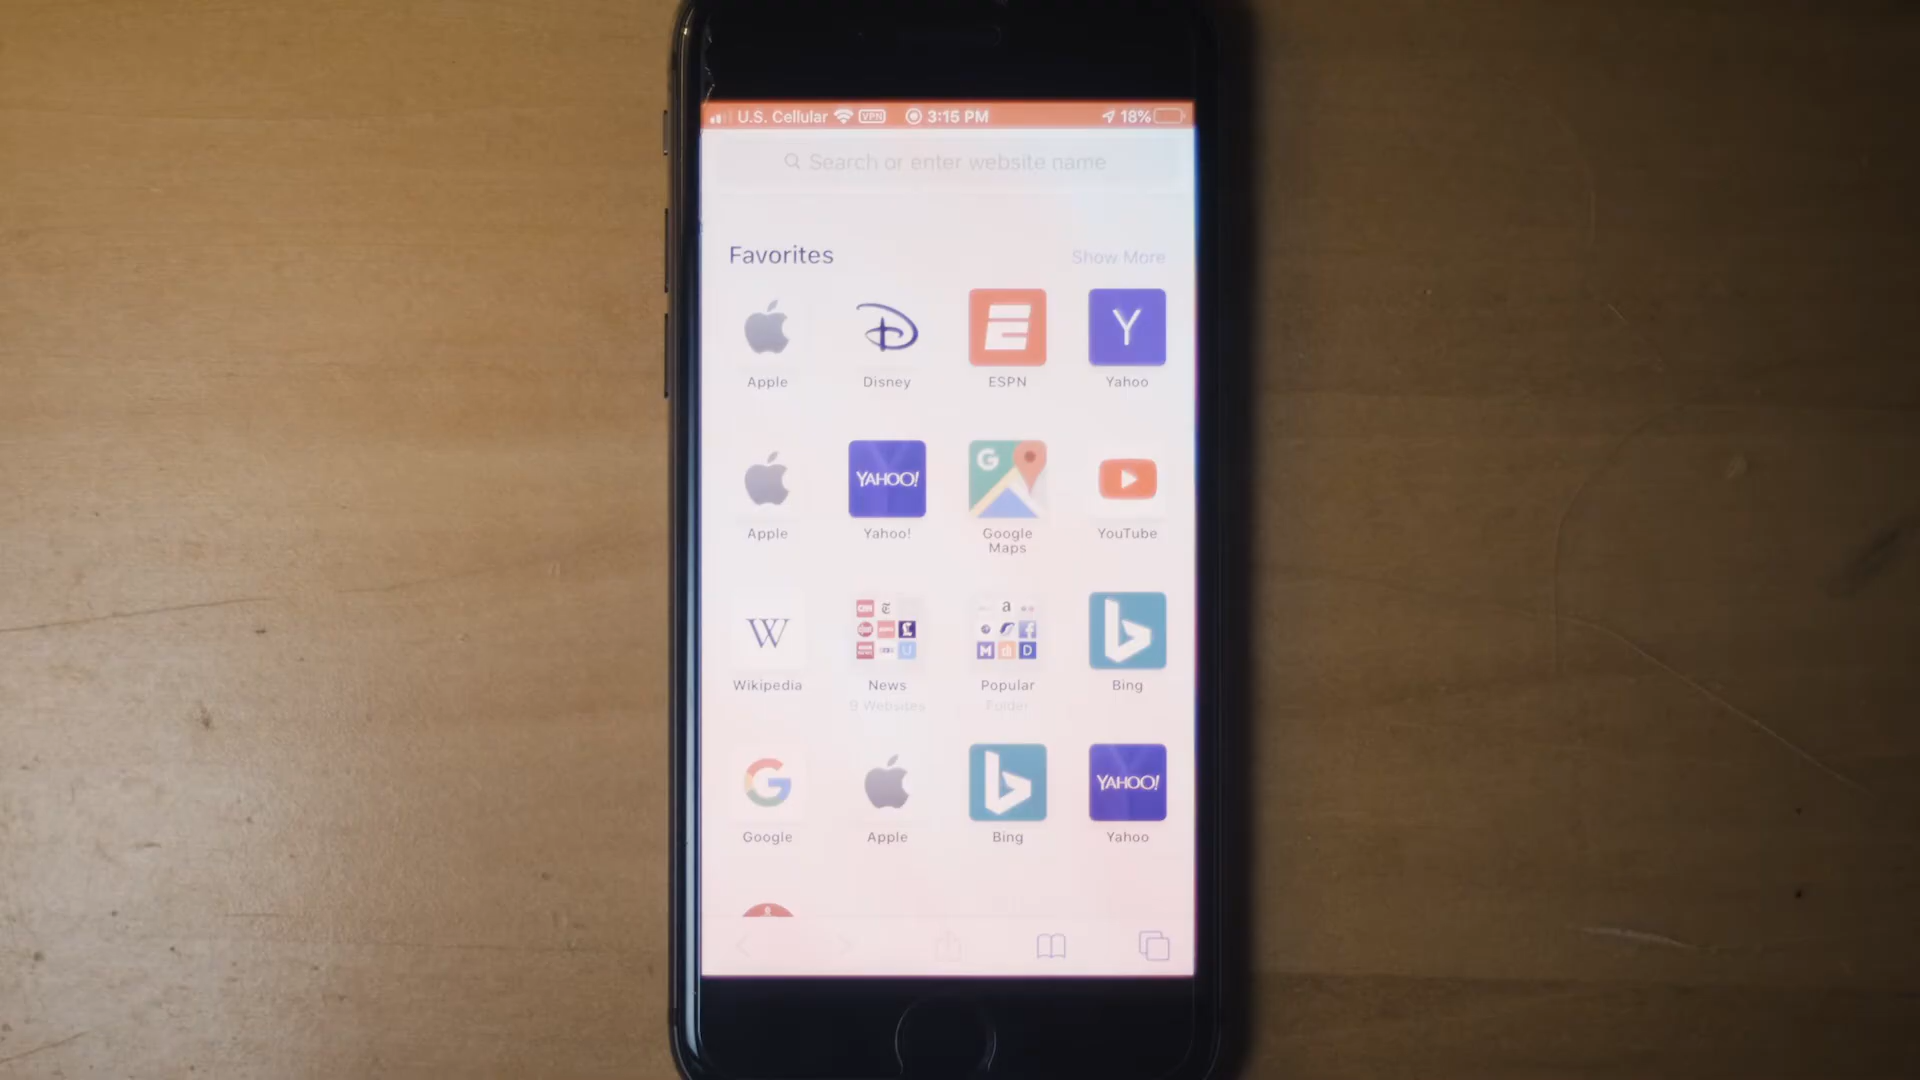 U.S. Cellular VPN 3:15 PM 18%
Search or enter website name
Favorites Show More
Apple Disney ESPN Yahoo
YAHOO!
Apple Yahoo! Google Maps YouTube
Wikipedia News Popular Bing
9 Websites Folder
YAHOO!
Google Apple Bing Yahoo